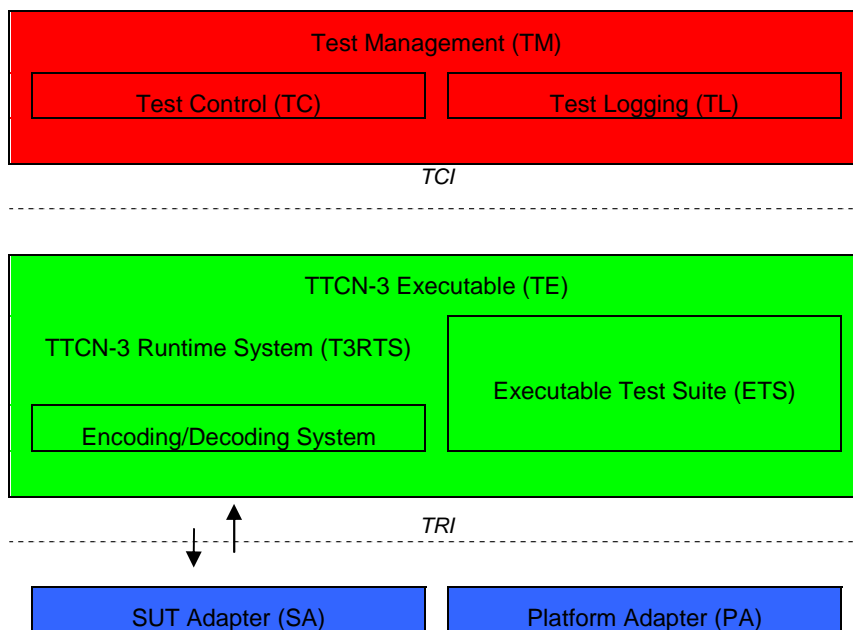 Test Management (TM)
Test Control (TC)
Test Logging (TL)
TCI
TTCN-3 Executable (TE)
TTCN-3 Runtime System (T3RTS)
Executable Test Suite (ETS)
Encoding/Decoding System
TRI
SUT Adapter (SA)
Platform Adapter (PA)